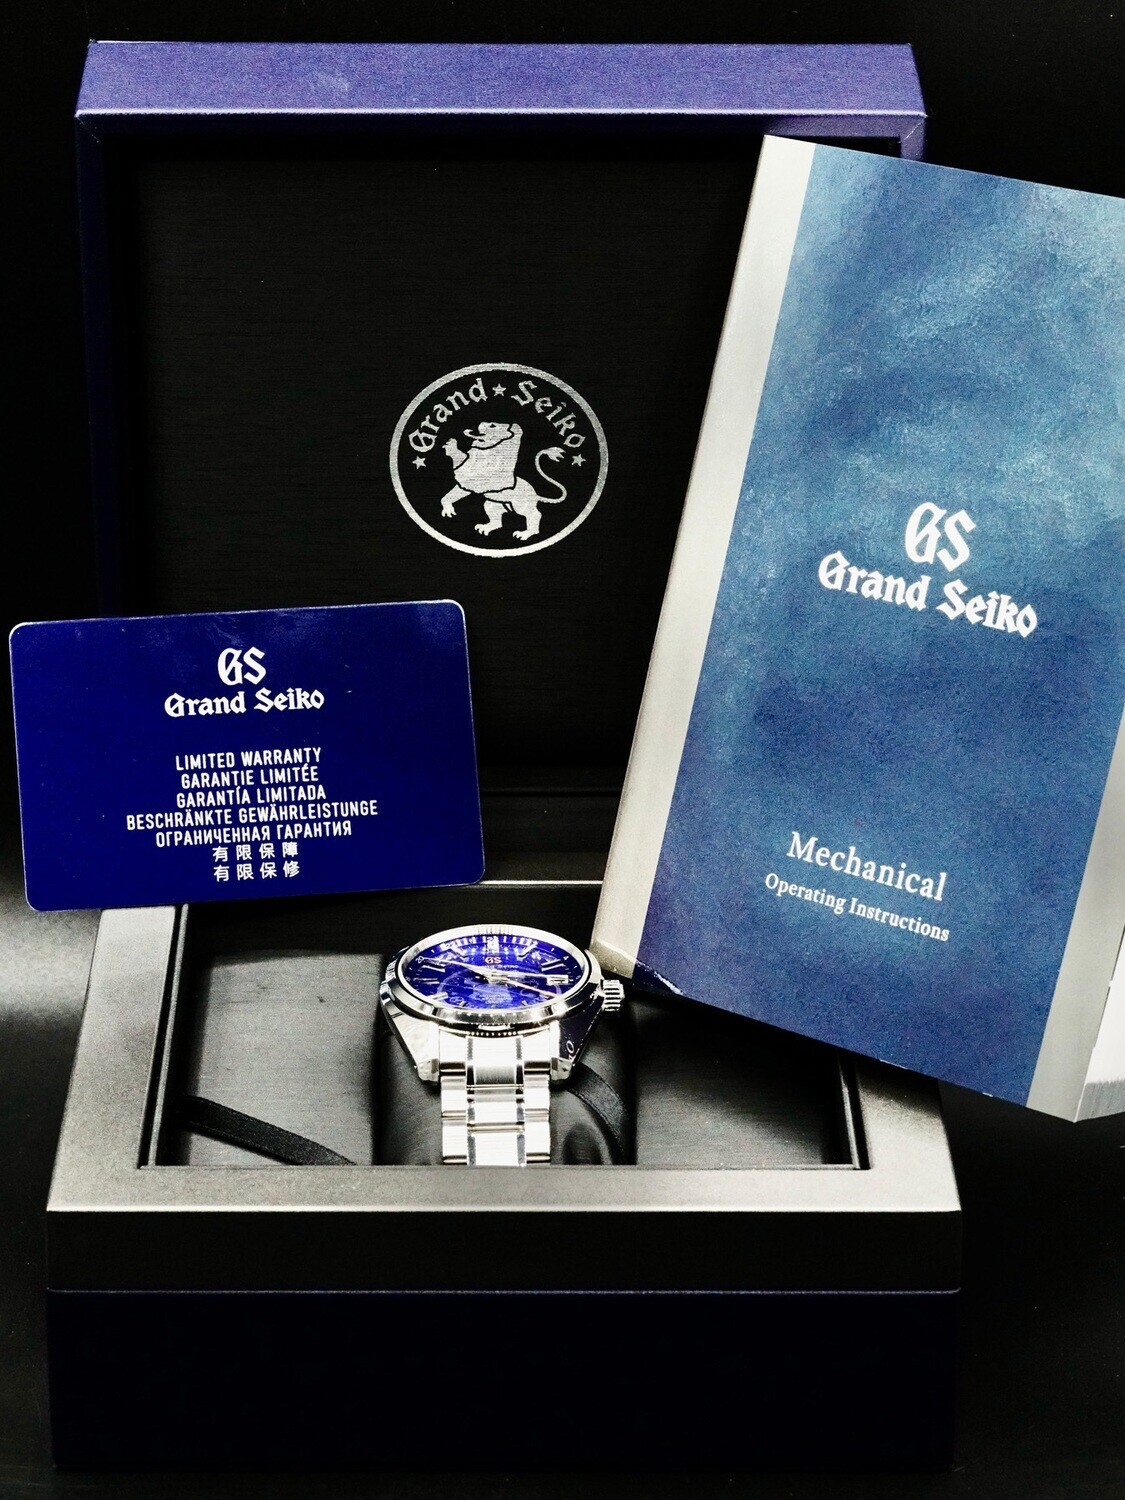 Grand ★ Seiko
GS
Grand Seiko
LIMITED WARRANTY
GARANTIE LIMITÉE
GARANTÍA LIMITADA
BESCHRÄNKTE GEWÄHRLEISTUNGE
ОГРАНИЧЕННАЯ ГАРАНТИЯ
有限保障
有限保修
GS
Grand Seiko
Mechanical
Operating Instructions
GS